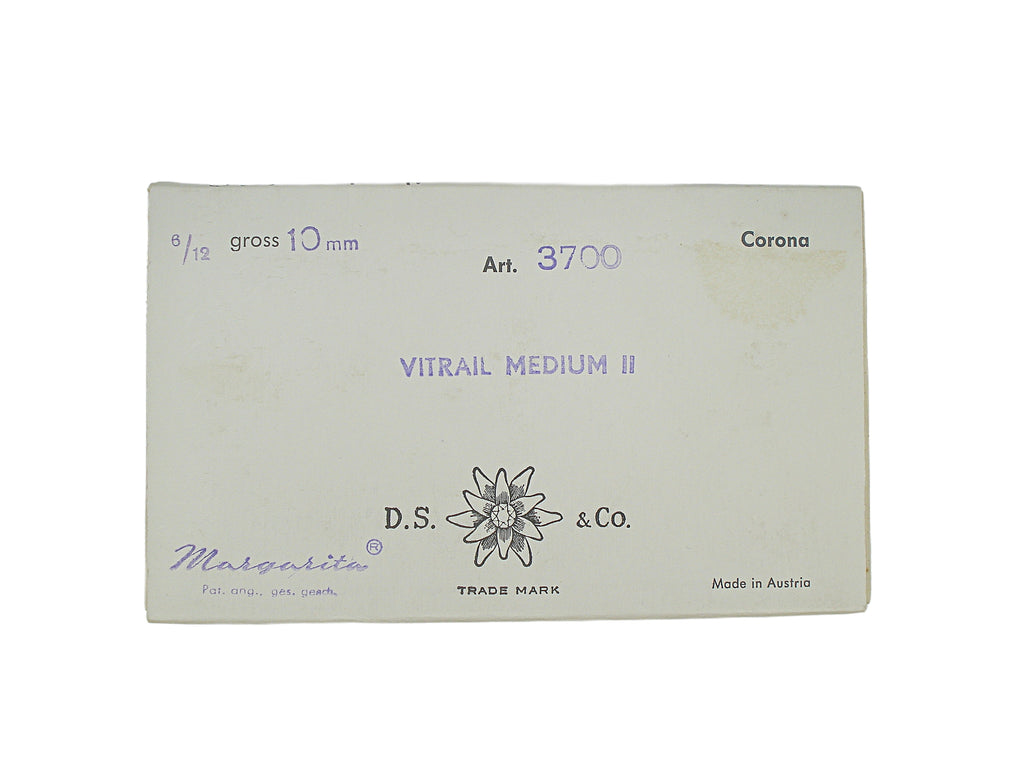 6/12 gross 10 mm
Art. 3700
Corona
VITRAIL MEDIUM II
D.S. & Co.
TRADE MARK
Margarita ®
Pat. ang., ges. gesch.
Made in Austria